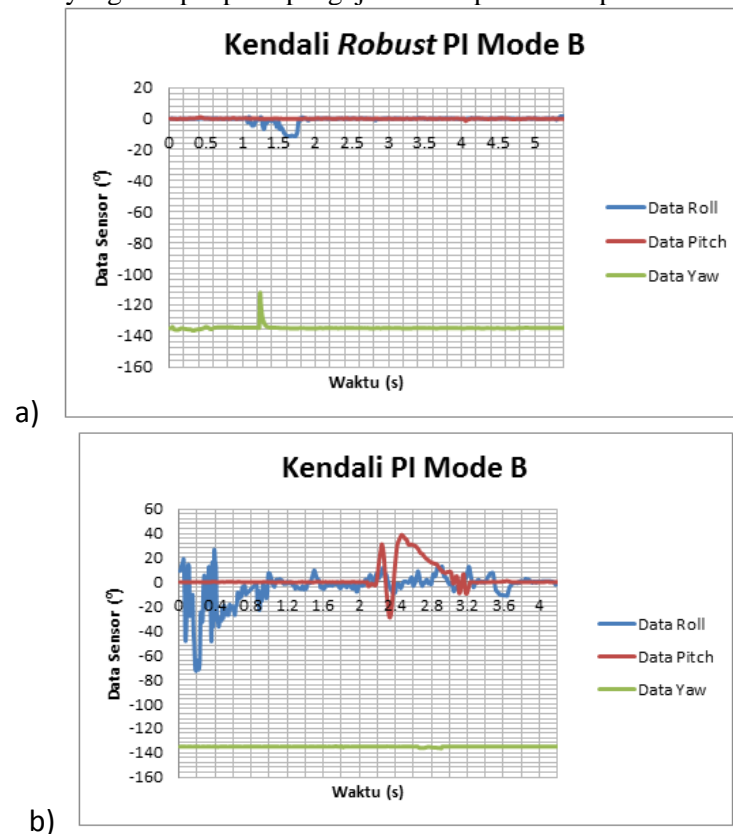 Kendali Robust PI Mode B
20
0
-20
-40
-60
-80
-100
-120
-140
-160
0 0.5 1 1.5 2 2.5 3 3.5 4 4.5 5
Data Sensor (º)
Waktu (s)
Data Roll
Data Pitch
Data Yaw
a)
Kendali PI Mode B
60
40
20
0
-20
-40
-60
-80
-100
-120
-140
-160
0 0.4 0.8 1.2 1.6 2 2.4 2.8 3.2 3.6 4
Data Sensor (º)
Waktu (s)
Data Roll
Data Pitch
Data Yaw
b)